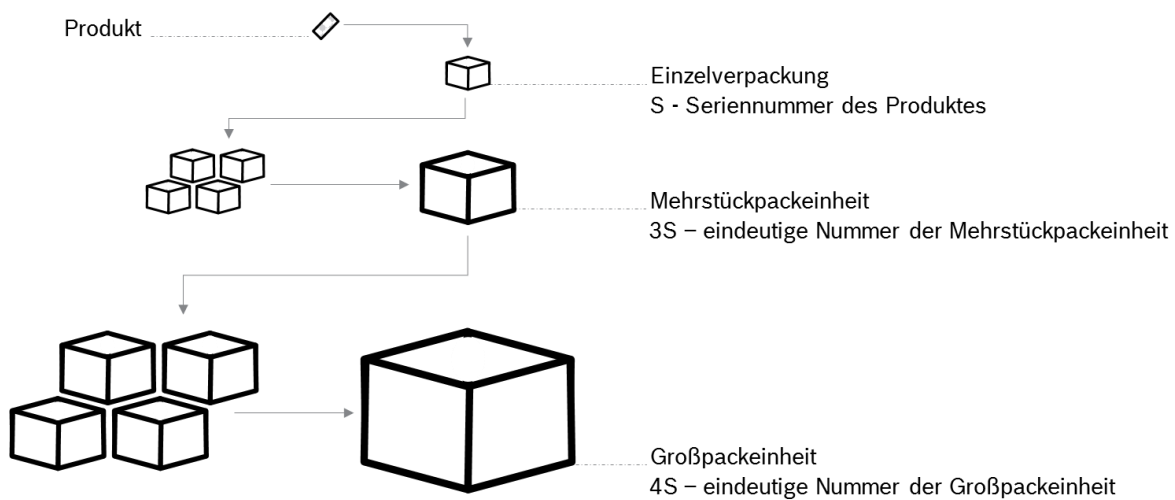 Produkt
Einzelverpackung
S - Seriennummer des Produktes
Mehrstückpackeinheit
3S – eindeutige Nummer der Mehrstückpackeinheit
Großpackeinheit
4S – eindeutige Nummer der Großpackeinheit